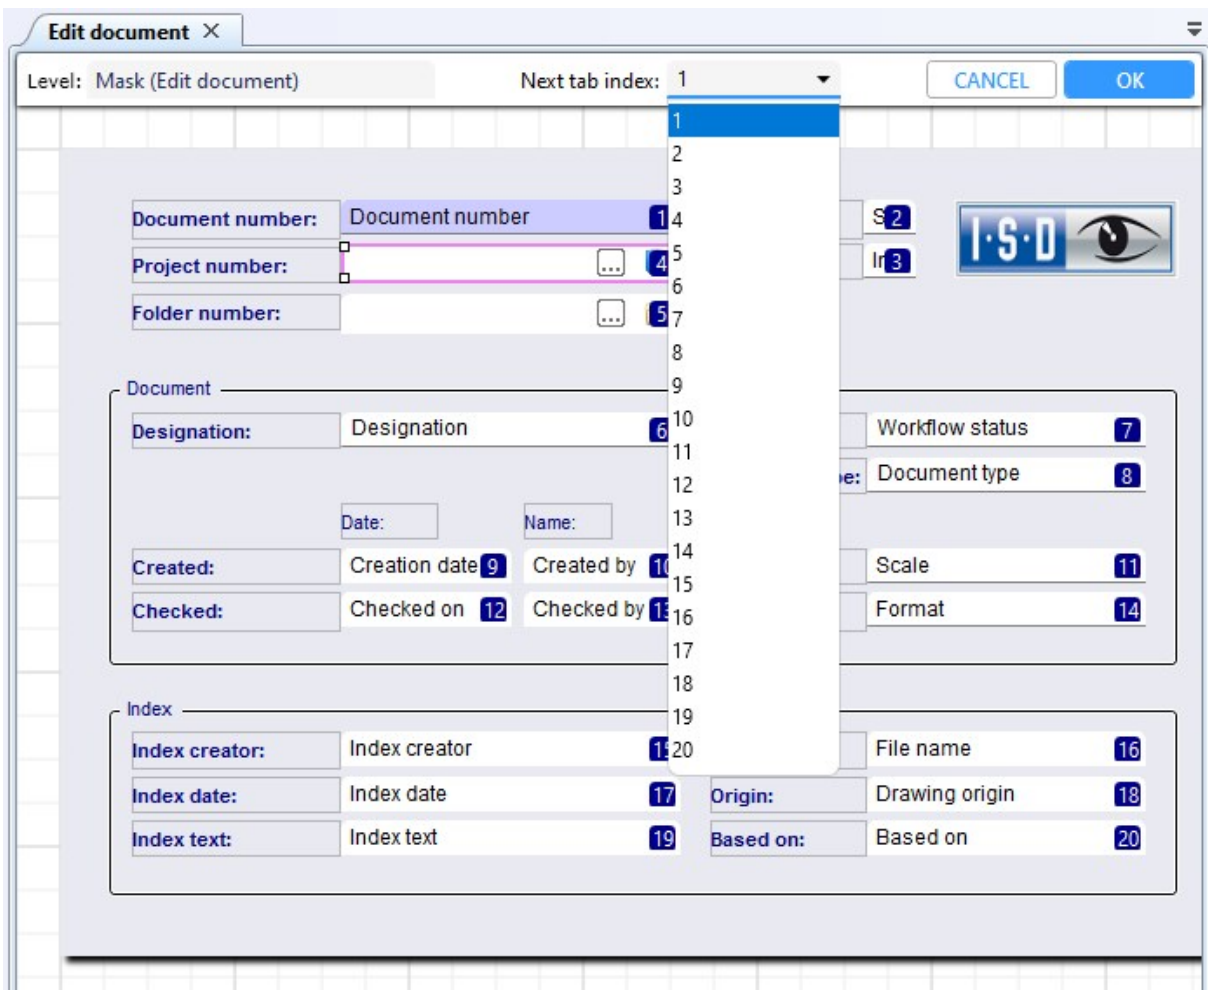 Edit document
Level: Mask (Edit document) Next tab index: 1 CANCEL OK
1
2
3
4
5
6
7
8
9
10
11
12
13
14
15
16
17
18
19
20
Document number: Document number 1 S 2
Project number: ... 4 3
Folder number: ... 5
I·S·D
Document
Designation: Designation 6 Workflow status 7
Document type 8
Date: Name:
Created: Creation date 9 Created by 10 Scale 11
Checked: Checked on 12 Checked by 13 Format 14
Index
Index creator: Index creator 15 File name 16
Index date: Index date 17 Origin: Drawing origin 18
Index text: Index text 19 Based on: Based on 20